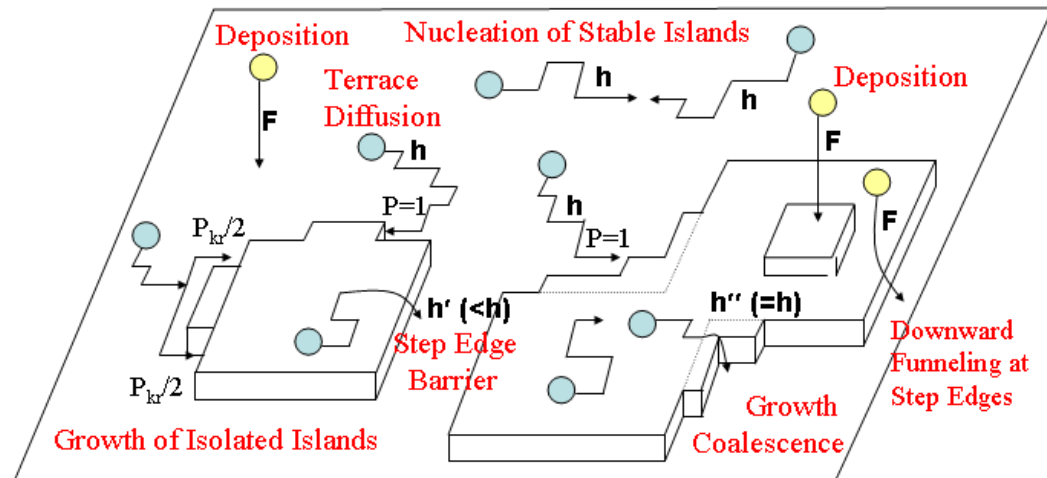 Deposition
Nucleation of Stable Islands
Terrace
Diffusion
Deposition
F
h
h
h
F
P=1
h
F
P_kr/2
P=1
h′ (<h)
h′′ (=h)
Step Edge
Barrier
Downward
Funneling at
Step Edges
P_kr/2
Growth of Isolated Islands
Growth
Coalescence